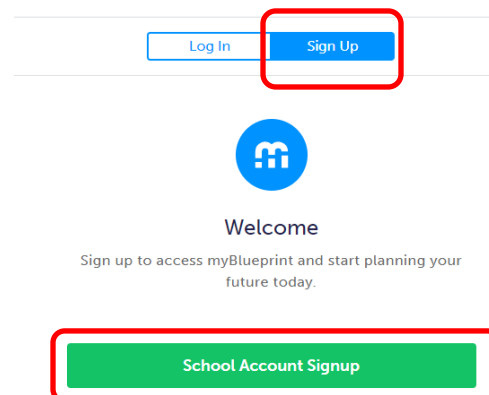 Log In Sign Up
Welcome
Sign up to access myBlueprint and start planning your
future today.
School Account Signup